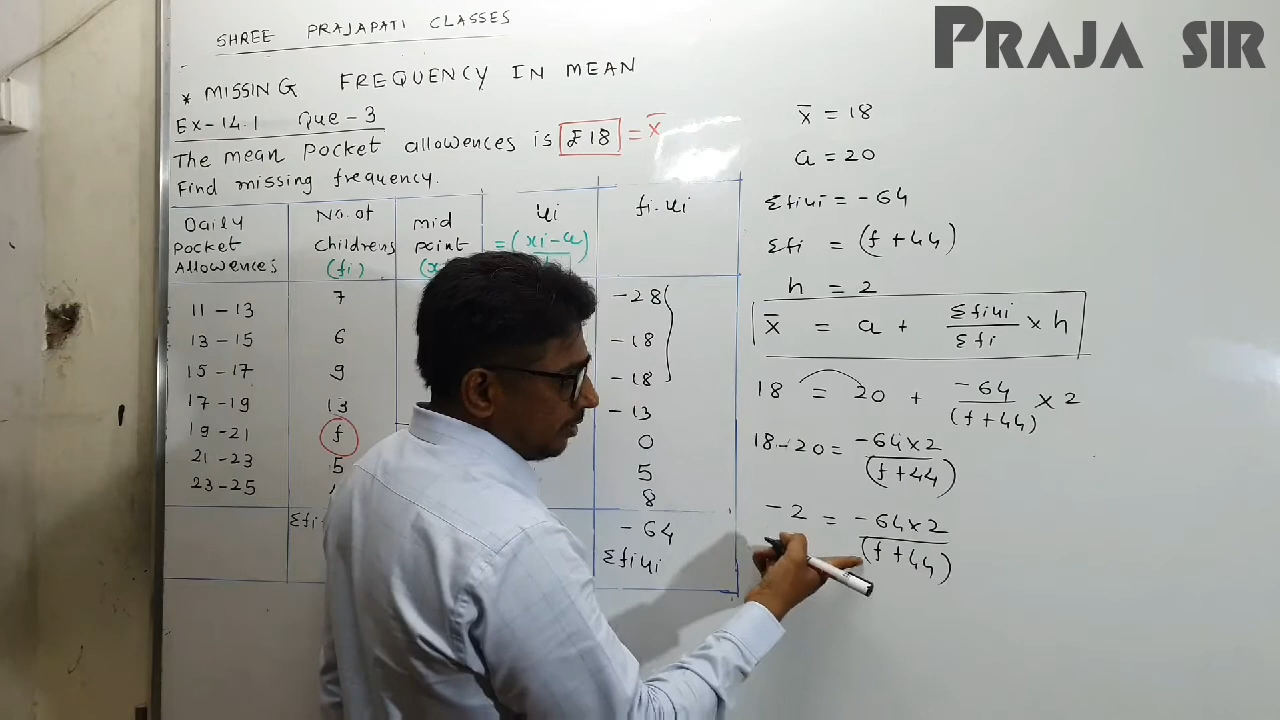 PRAJA SIR
SHREE PRAJAPATI CLASSES
* MISSING FREQUENCY IN MEAN
Ex-14.1 Que-3
The mean pocket allowences is ₹18 = x̄
Find missing frequency.
Daily Pocket Allowences
No. of Childrens (fi)
mid point
ui = (xi-a)
fi.ui
11 - 13 7 -28
13 - 15 6 -18
15 - 17 9 -18
17 - 19 13 -13
19 - 21 f 0
21 - 23 5 5
23 - 25 8
Σfi -64
Σfiui
x̄ = 18
a = 20
Σfiui = -64
Σfi = (f + 44)
h = 2
x̄ = a + Σfiui/Σfi × h
18 = 20 + -64/(f+44) × 2
18-20 = -64×2/(f+44)
-2 = -64×2/(f+44)